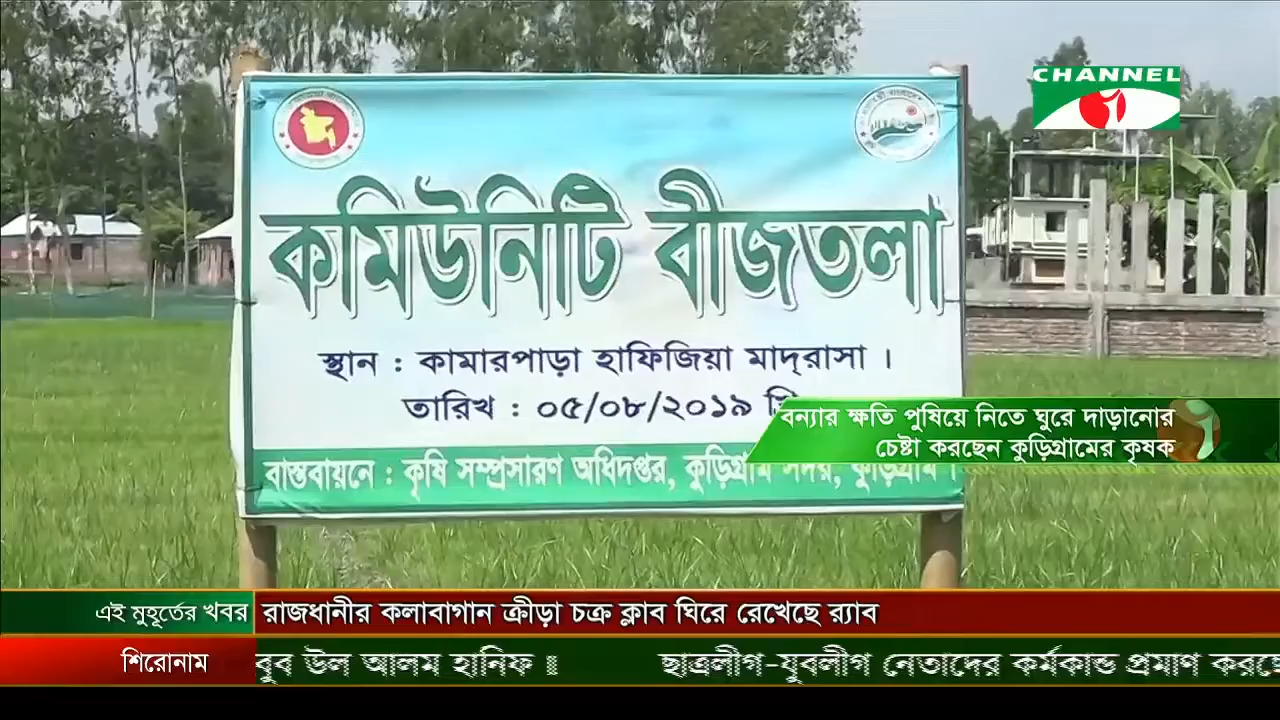 CHANNEL
কমিউনিটি বীজতলা
স্থান : কামারপাড়া হাফিজিয়া মাদ্‌রাসা ।
তারিখ : ০৫/০৮/২০১৯
বন্যার ক্ষতি পুষিয়ে নিতে ঘুরে দাড়ানোর
চেষ্টা করছেন কুড়িগ্রামের কৃষক
বাস্তবায়নে : কৃষি সম্প্রসারণ অধিদপ্তর, কুড়িগ্রাম সদর, কুড়িগ্রাম
এই মুহূর্তের খবর রাজধানীর কলাবাগান ক্রীড়া চক্র ক্লাব ঘিরে রেখেছে র‍্যাব
শিরোনাম বুব উল আলম হানিফ ॥ ছাত্রলীগ-যুবলীগ নেতাদের কর্মকান্ড প্রমাণ করছে